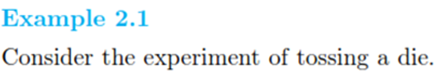 Example 2.1
Consider the experiment of tossing a die.